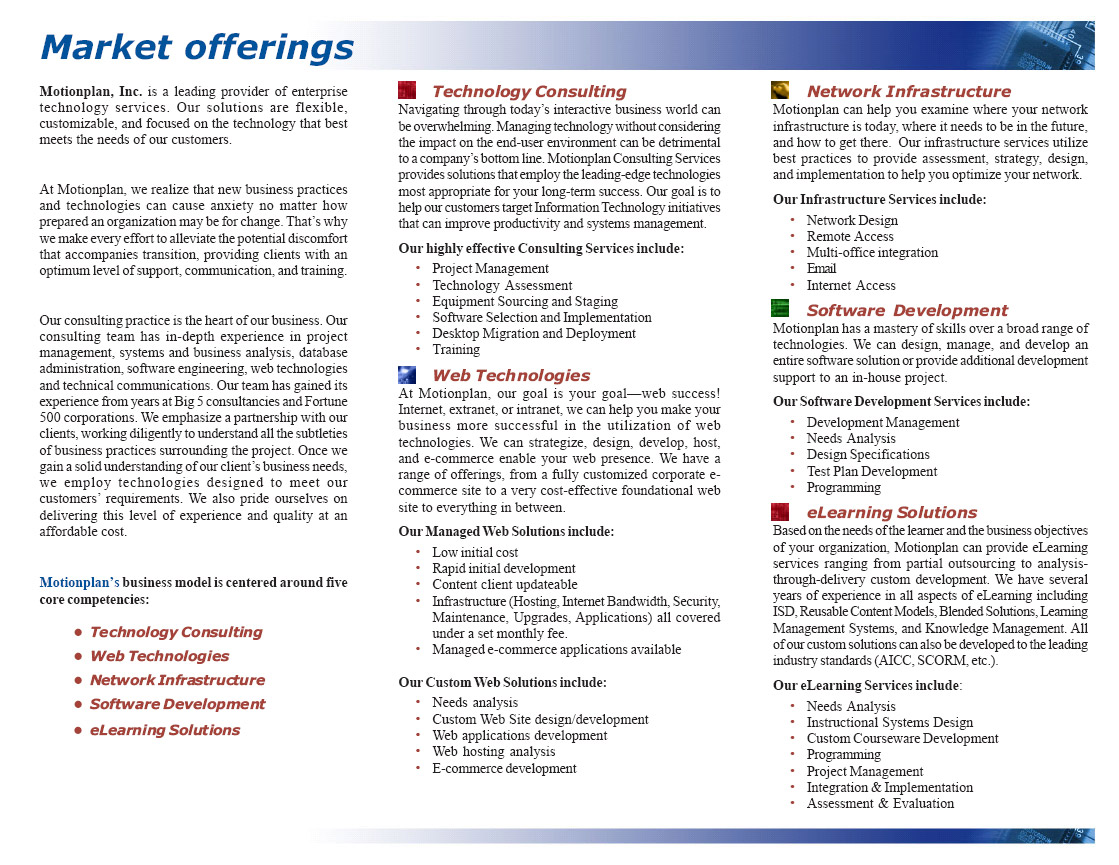 Market offerings
Motionplan, Inc. is a leading provider of enterprise
technology services. Our solutions are flexible,
customizable, and focused on the technology that best
meets the needs of our customers.
At Motionplan, we realize that new business practices
and technologies can cause anxiety no matter how
prepared an organization may be for change. That's why
we make every effort to alleviate the potential discomfort
that accompanies transition, providing clients with an
optimum level of support, communication, and training.
Our consulting practice is the heart of our business. Our
consulting team has in-depth experience in project
management, systems and business analysis, database
administration, software engineering, web technologies
and technical communications. Our team has gained its
experience from years at Big 5 consultancies and Fortune
500 corporations. We emphasize a partnership with our
clients, working diligently to understand all the subtleties
of business practices surrounding the project. Once we
gain a solid understanding of our client's business needs,
we employ technologies designed to meet our
customers' requirements. We also pride ourselves on
delivering this level of experience and quality at an
affordable cost.
Motionplan's business model is centered around five
core competencies:
• Technology Consulting
• Web Technologies
• Network Infrastructure
• Software Development
• eLearning Solutions
Technology Consulting
Navigating through today's interactive business world can
be overwhelming. Managing technology without considering
the impact on the end-user environment can be detrimental
to a company's bottom line. Motionplan Consulting Services
provides solutions that employ the leading-edge technologies
most appropriate for your long-term success. Our goal is to
help our customers target Information Technology initiatives
that can improve productivity and systems management.
Our highly effective Consulting Services include:
• Project Management
• Technology Assessment
• Equipment Sourcing and Staging
• Software Selection and Implementation
• Desktop Migration and Deployment
• Training
Web Technologies
At Motionplan, our goal is your goal—web success!
Internet, extranet, or intranet, we can help you make your
business more successful in the utilization of web
technologies. We can strategize, design, develop, host,
and e-commerce enable your web presence. We have a
range of offerings, from a fully customized corporate e-
commerce site to a very cost-effective foundational web
site to everything in between.
Our Managed Web Solutions include:
• Low initial cost
• Rapid initial development
• Content client updateable
• Infrastructure (Hosting, Internet Bandwidth, Security,
Maintenance, Upgrades, Applications) all covered
under a set monthly fee.
• Managed e-commerce applications available
Our Custom Web Solutions include:
• Needs analysis
• Custom Web Site design/development
• Web applications development
• Web hosting analysis
• E-commerce development
Network Infrastructure
Motionplan can help you examine where your network
infrastructure is today, where it needs to be in the future,
and how to get there. Our infrastructure services utilize
best practices to provide assessment, strategy, design,
and implementation to help you optimize your network.
Our Infrastructure Services include:
• Network Design
• Remote Access
• Multi-office integration
• Email
• Internet Access
Software Development
Motionplan has a mastery of skills over a broad range of
technologies. We can design, manage, and develop an
entire software solution or provide additional development
support to an in-house project.
Our Software Development Services include:
• Development Management
• Needs Analysis
• Design Specifications
• Test Plan Development
• Programming
eLearning Solutions
Based on the needs of the learner and the business objectives
of your organization, Motionplan can provide eLearning
services ranging from partial outsourcing to analysis-
through-delivery custom development. We have several
years of experience in all aspects of eLearning including
ISD, Reusable Content Models, Blended Solutions, Learning
Management Systems, and Knowledge Management. All
of our custom solutions can also be developed to the leading
industry standards (AICC, SCORM, etc.).
Our eLearning Services include:
• Needs Analysis
• Instructional Systems Design
• Custom Courseware Development
• Programming
• Project Management
• Integration & Implementation
• Assessment & Evaluation